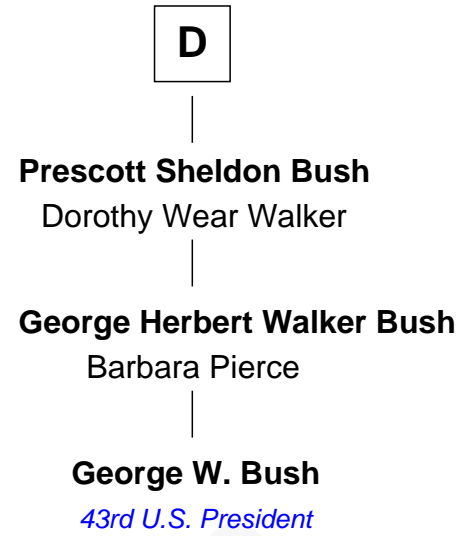 D
Prescott Sheldon Bush
Dorothy Wear Walker
George Herbert Walker Bush
Barbara Pierce
George W. Bush
43rd U.S. President